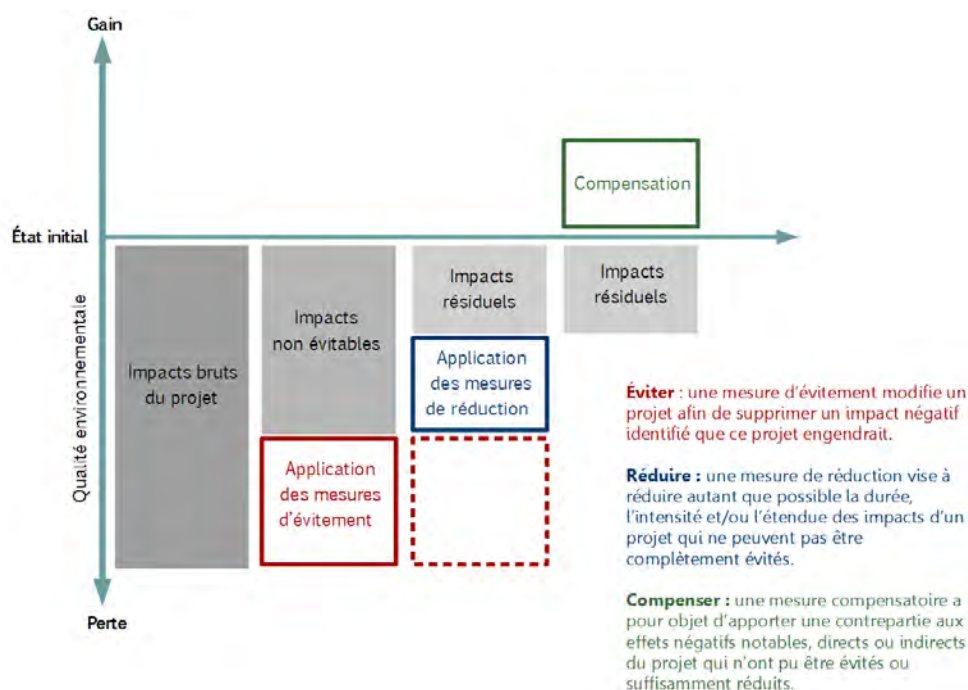 Gain
Compensation
État initial
Impacts bruts
du projet
Impacts
non évitables
Impacts
résiduels
Impacts
résiduels
Application
des mesures
de réduction
Application
des mesures
d'évitement
Qualité environnementale
Perte
Éviter : une mesure d'évitement modifie un
projet afin de supprimer un impact négatif
identifié que ce projet engendrait.
Réduire : une mesure de réduction vise à
réduire autant que possible la durée,
l'intensité et/ou l'étendue des impacts d'un
projet qui ne peuvent pas être
complètement évités.
Compenser : une mesure compensatoire a
pour objet d'apporter une contrepartie aux
effets négatifs notables, directs ou indirects
du projet qui n'ont pu être évités ou
suffisamment réduits.